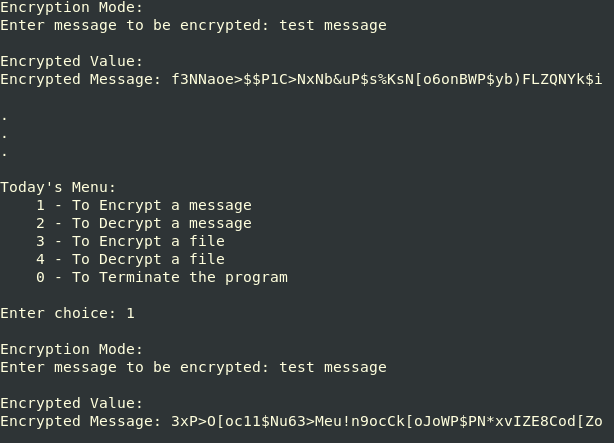 Encryption Mode:
Enter message to be encrypted: test message
Encrypted Value:
Encrypted Message: f3NNaoe>$$P1C>NxNb&uP$s%KsN[o6onBWP$yb)FLZQNYk$i
.
.
.
Today's Menu:
1 - To Encrypt a message
2 - To Decrypt a message
3 - To Encrypt a file
4 - To Decrypt a file
0 - To Terminate the program
Enter choice: 1
Encryption Mode:
Enter message to be encrypted: test message
Encrypted Value:
Encrypted Message: 3xP>O[oc11$Nu63>Meu!n9ocCk[oJoWP$PN*xvIZE8Cod[Zo